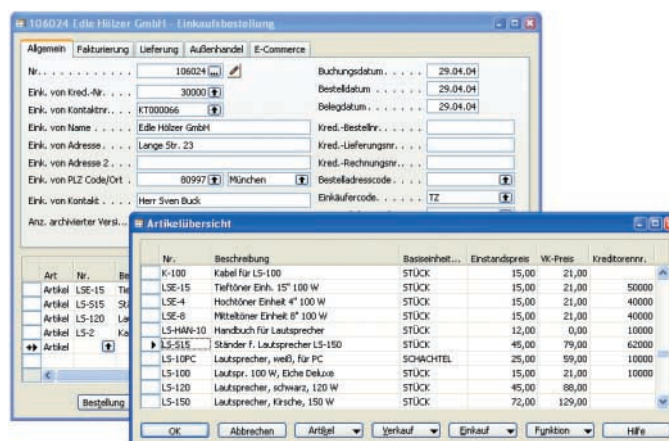 106024 Edle Hölzer GmbH - Einkaufsbestellung
Allgemein Fakturierung Lieferung Außenhandel E-Commerce
Nr. . . . . . . . . . . . . 106024 ... Buchungsdatum . . . . . 29.04.04
Eink. von Kred.-Nr. 30000 Bestelldatum . . . . . 29.04.04
Eink. von Kontaktnr. . . . KT000066 Belegdatum . . . . . . 29.04.04
Eink. von Name . . . . . Edle Hölzer GmbH Kred.-Bestellnr. . . . . .
Eink. von Adresse . . . . Lange Str. 23 Kred.-Lieferungsnr. . . .
Eink. von Adresse 2 . . . Kred.-Rechnungsnr. . . .
Eink. von PLZ Code/Ort . 80997 München Bestelladresscode . . . .
Eink. von Kontakt . . . . Herr Sven Buck Einkäufercode . . . . . TZ
Anz. archivierter Versi...
Artikelübersicht
Art Nr. Be
Artikel LSE-15 Tie
Artikel LS-S15 Stä
Artikel LS-120 La
Artikel LS-2 Ka
Artikel
Bestellung
Nr. Beschreibung Basiseinheit... Einstandspreis VK-Preis Kreditorennr.
K-100 Kabel für LS-100 STÜCK 15,00 21,00
LSE-15 Tieftöner Einh. 15" 100 W STÜCK 15,00 21,00 50000
LSE-4 Hochtöner Einheit 4" 100 W STÜCK 15,00 21,00 40000
LSE-8 Mitteltöner Einheit 8" 100 W STÜCK 15,00 21,00 40000
LS-HAN-10 Handbuch für Lautsprecher STÜCK 12,00 0,00 10000
LS-S15 Ständer f. Lautsprecher LS-150 STÜCK 45,00 79,00 62000
LS-10PC Lautsprecher, weiß, für PC SCHACHTEL 25,00 59,00 10000
LS-100 Lautspr. 100 W, Eiche Deluxe STÜCK 15,00 21,00 10000
LS-120 Lautsprecher, schwarz, 120 W STÜCK 45,00 88,00
LS-150 Lautsprecher, Kirsche, 150 W STÜCK 72,00 129,00
OK Abbrechen Artikel Verkauf Einkauf Funktion Hilfe